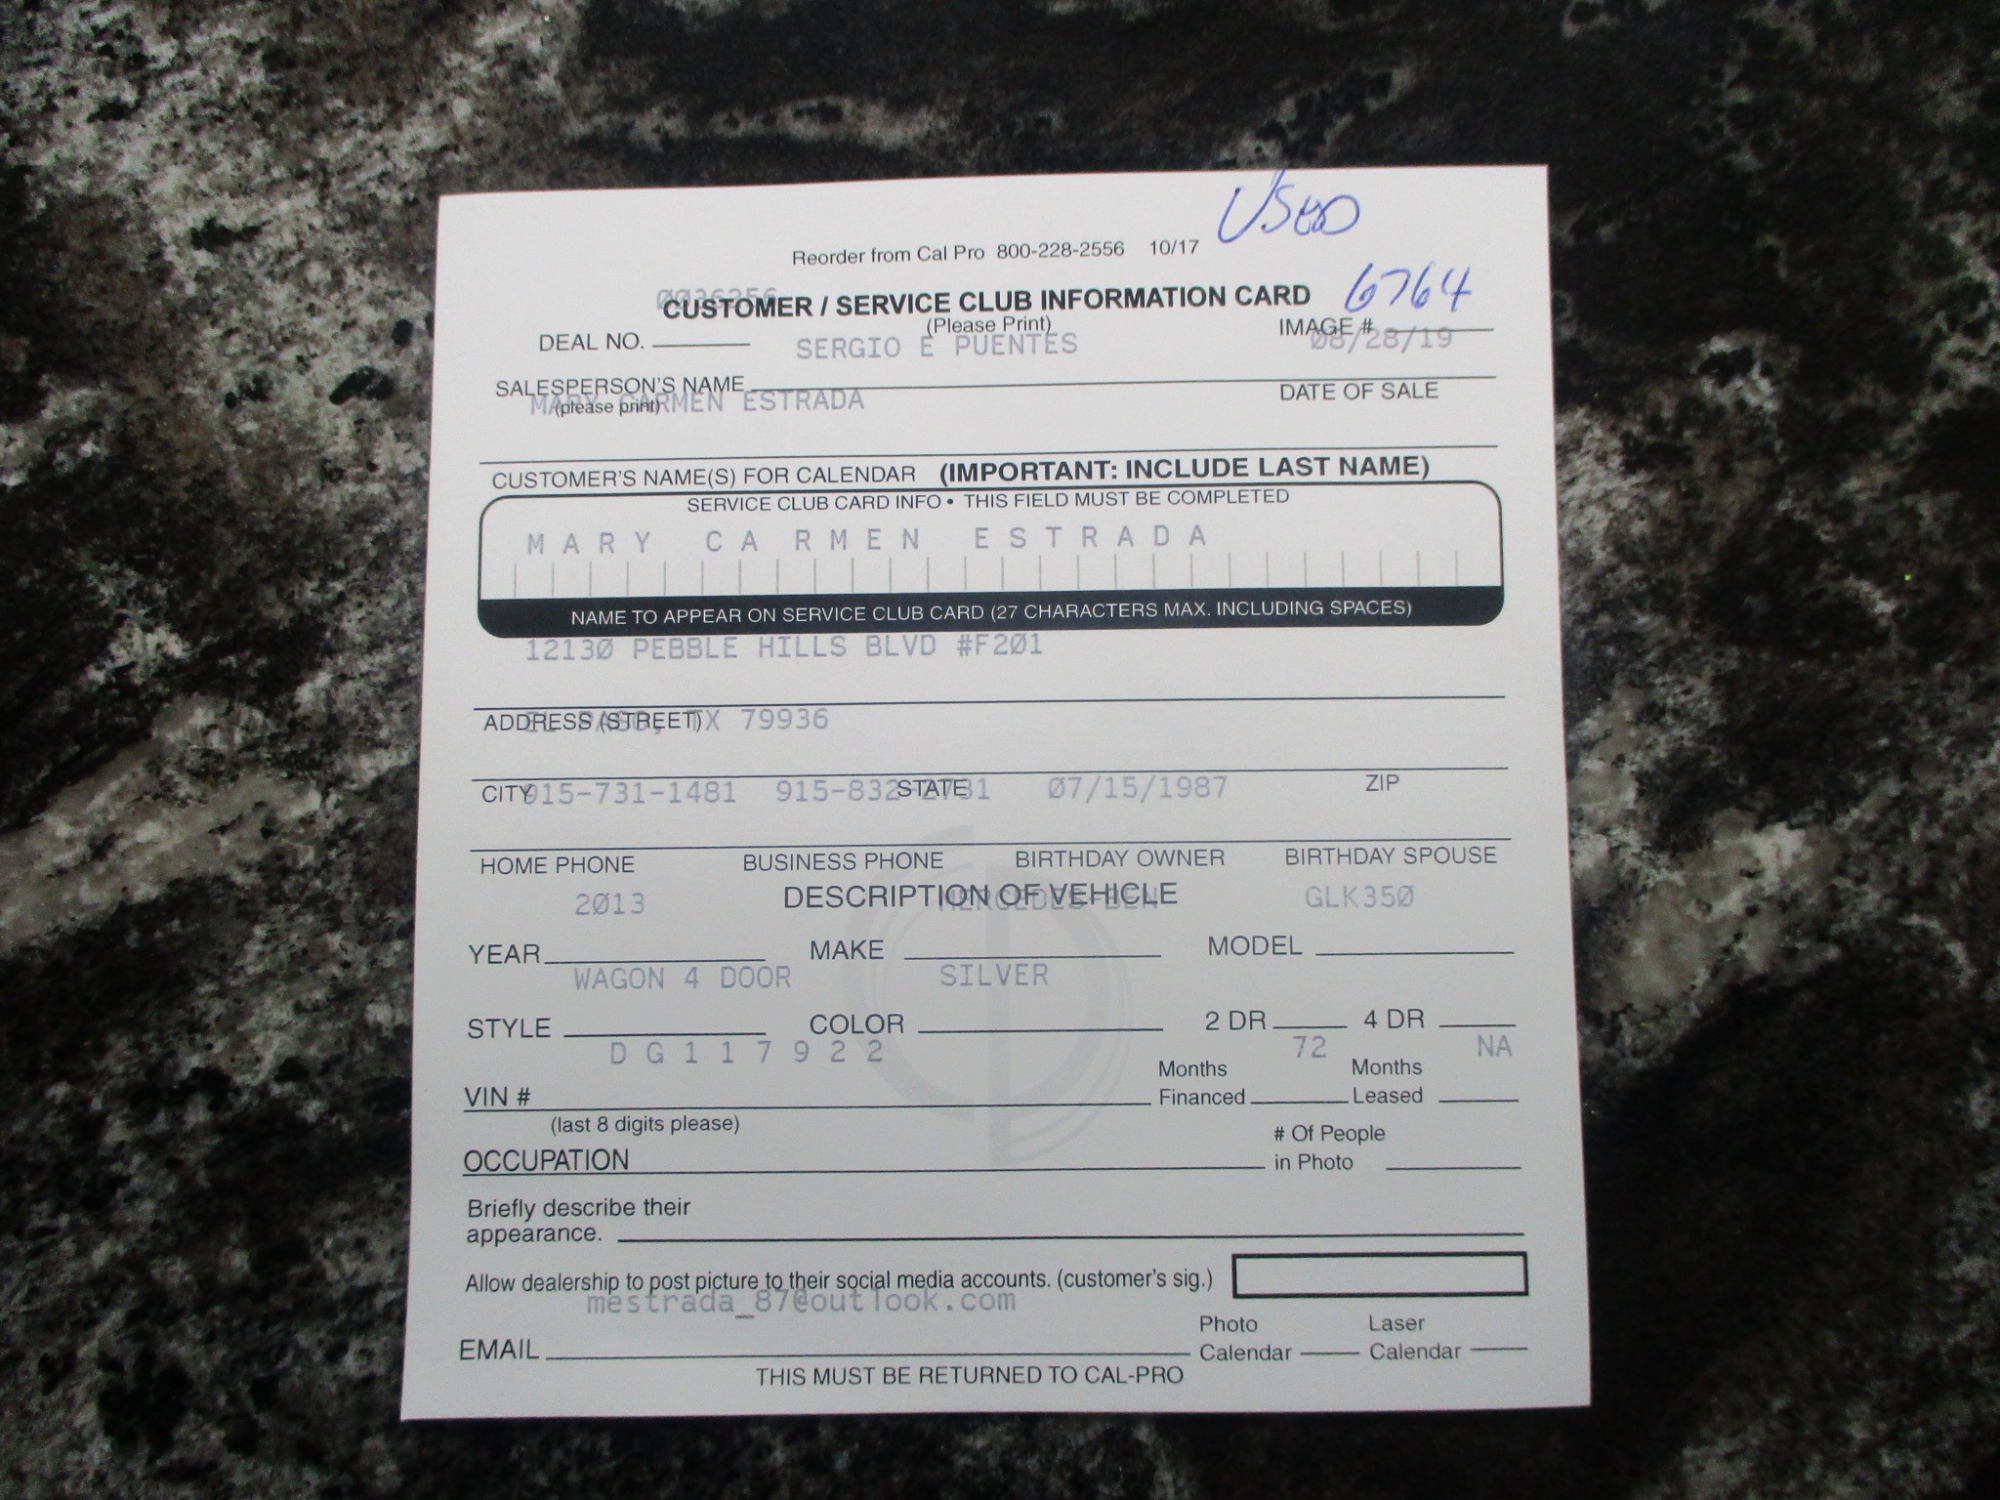 USED
Reorder from Cal Pro 800-228-2556 10/17
6764
0036256
CUSTOMER / SERVICE CLUB INFORMATION CARD
(Please Print)
DEAL NO.
IMAGE #
SERGIO E PUENTES
08/28/19
SALESPERSON'S NAME
(please print)
DATE OF SALE
MARY CARMEN ESTRADA
CUSTOMER'S NAME(S) FOR CALENDAR (IMPORTANT: INCLUDE LAST NAME)
SERVICE CLUB CARD INFO • THIS FIELD MUST BE COMPLETED
MARY CARMEN ESTRADA
NAME TO APPEAR ON SERVICE CLUB CARD (27 CHARACTERS MAX. INCLUDING SPACES)
12130 PEBBLE HILLS BLVD #F201
ADDRESS (STREET)
EL PASO, TX 79936
CITY STATE ZIP
915-731-1481 915-832-2731 07/15/1987
HOME PHONE BUSINESS PHONE BIRTHDAY OWNER BIRTHDAY SPOUSE
DESCRIPTION OF VEHICLE
2013 MERCEDES-BEN GLK350
YEAR MAKE MODEL
WAGON 4 DOOR SILVER
STYLE COLOR 2 DR 4 DR
DG117922 72 NA
VIN # Months Financed Months Leased
(last 8 digits please)
OCCUPATION # Of People in Photo
Briefly describe their
appearance.
Allow dealership to post picture to their social media accounts. (customer's sig.)
mestrada_87@outlook.com
EMAIL Photo Calendar Laser Calendar
THIS MUST BE RETURNED TO CAL-PRO